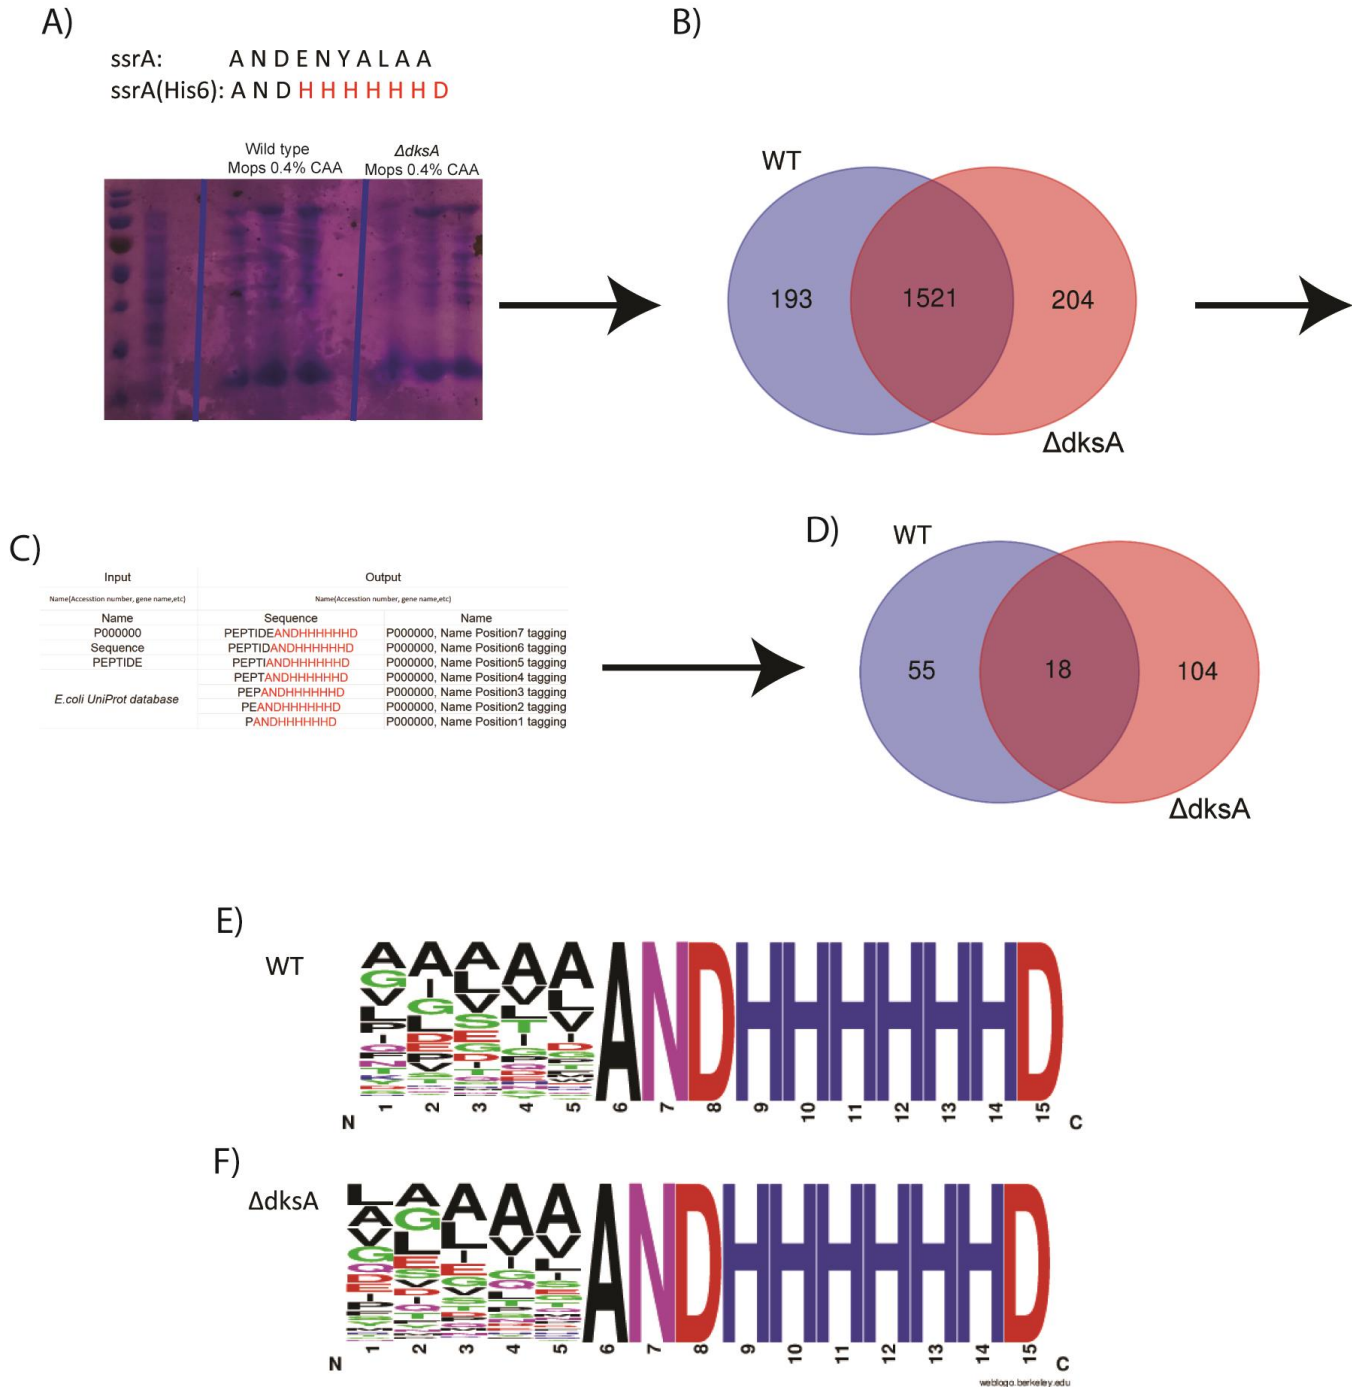 A)
ssrA: A N D E N Y A L A A
ssrA(His6): A N D H H H H H H D
Wild type
Mops 0.4% CAA
ΔdksA
Mops 0.4% CAA
B)
WT
193
1521
204
ΔdksA
C)
Input Output
Name(Accesstion number, gene name,etc) Name(Accesstion number, gene name,etc)
Name Sequence Name
P000000 PEPTIDEANDHHHHHHD P000000, Name Position7 tagging
Sequence PEPTIDANDHHHHHHD P000000, Name Position6 tagging
PEPTIDE PEPTIANDHHHHHHD P000000, Name Position5 tagging
PEPTANDHHHHHHD P000000, Name Position4 tagging
E.coli UniProt database PEPANDHHHHHHD P000000, Name Position3 tagging
PEANDHHHHHHD P000000, Name Position2 tagging
PANDHHHHHHD P000000, Name Position1 tagging
D)
WT
55
18
104
ΔdksA
E)
WT
A N D H H H H H H D
N 1 2 3 4 5 6 7 8 9 10 11 12 13 14 15 C
F)
ΔdksA
A N D H H H H H H D
N 1 2 3 4 5 6 7 8 9 10 11 12 13 14 15 C
weblogo.berkeley.edu